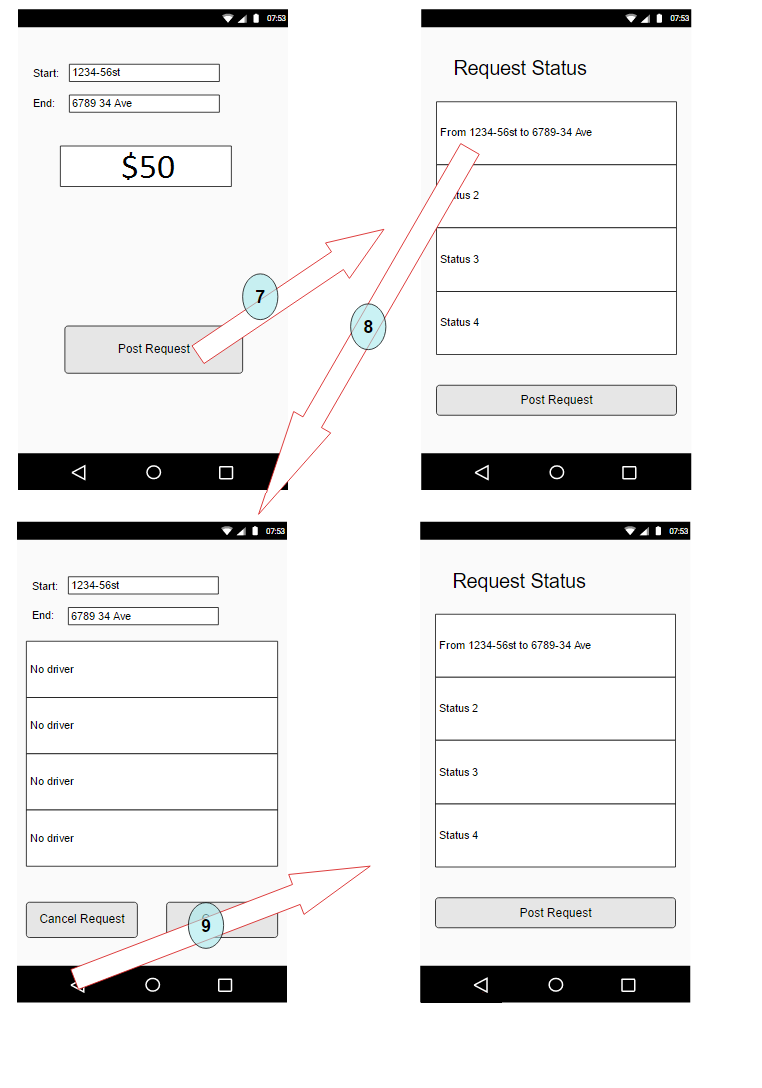 07:53
Start: 1234-56st
End: 6789 34 Ave
$50
7
Post Request
07:53
Request Status
From 1234-56st to 6789-34 Ave
Status 2
Status 3
8
Status 4
Post Request
07:53
Start: 1234-56st
End: 6789 34 Ave
No driver
No driver
No driver
No driver
Cancel Request
9
07:53
Request Status
From 1234-56st to 6789-34 Ave
Status 2
Status 3
Status 4
Post Request